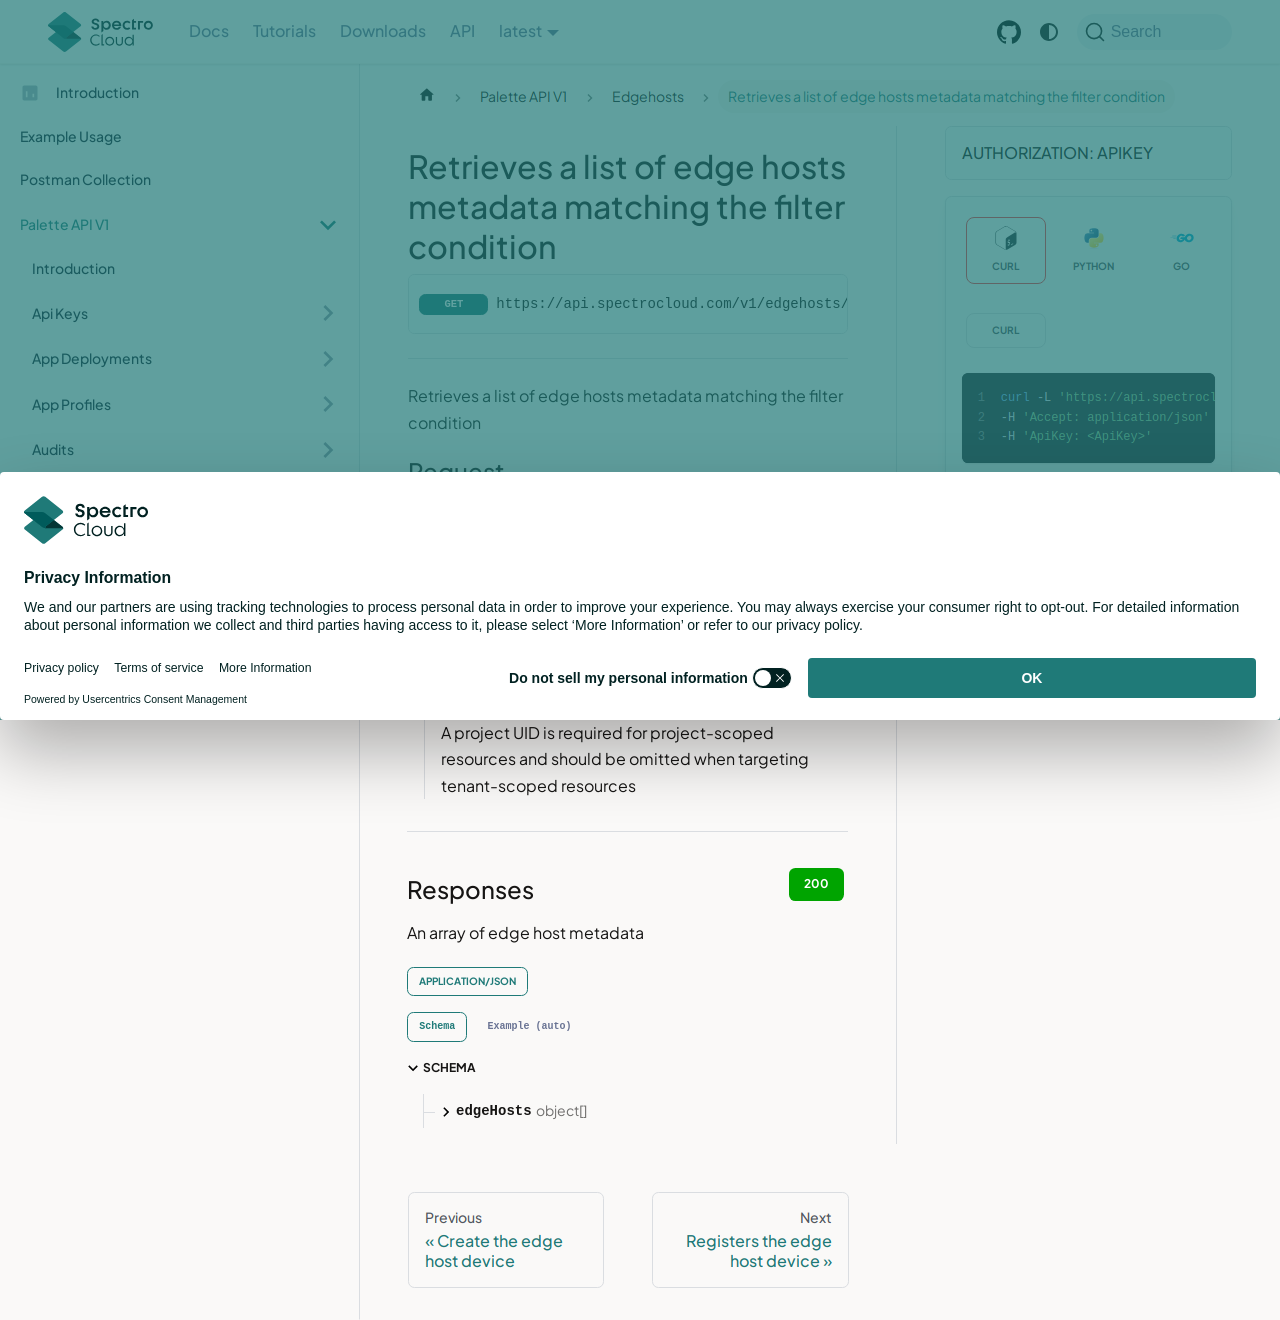 Spectro Cloud
Docs
Tutorials
Downloads
API
latest
Search
Introduction
Example Usage
Postman Collection
Palette API V1
Introduction
Api Keys
App Deployments
App Profiles
Audits
Palette API V1
Edgehosts
Retrieves a list of edge hosts metadata matching the filter condition
Retrieves a list of edge hosts
metadata matching the filter
condition
GET https://api.spectrocloud.com/v1/edgehosts/
Retrieves a list of edge hosts metadata matching the filter
condition
Request
AUTHORIZATION: APIKEY
CURL
PYTHON
GO
CURL
1 curl -L 'https://api.spectrocl
2 -H 'Accept: application/json'
3 -H 'ApiKey: <ApiKey>'
Spectro
Cloud
Privacy Information
We and our partners are using tracking technologies to process personal data in order to improve your experience. You may always exercise your consumer right to opt-out. For detailed information
about personal information we collect and third parties having access to it, please select ‘More Information’ or refer to our privacy policy.
Privacy policy
Terms of service
More Information
Powered by Usercentrics Consent Management
Do not sell my personal information
OK
A project UID is required for project-scoped
resources and should be omitted when targeting
tenant-scoped resources
Responses
200
An array of edge host metadata
APPLICATION/JSON
Schema
Example (auto)
SCHEMA
edgeHosts object[]
Previous
« Create the edge
host device
Next
Registers the edge
host device »